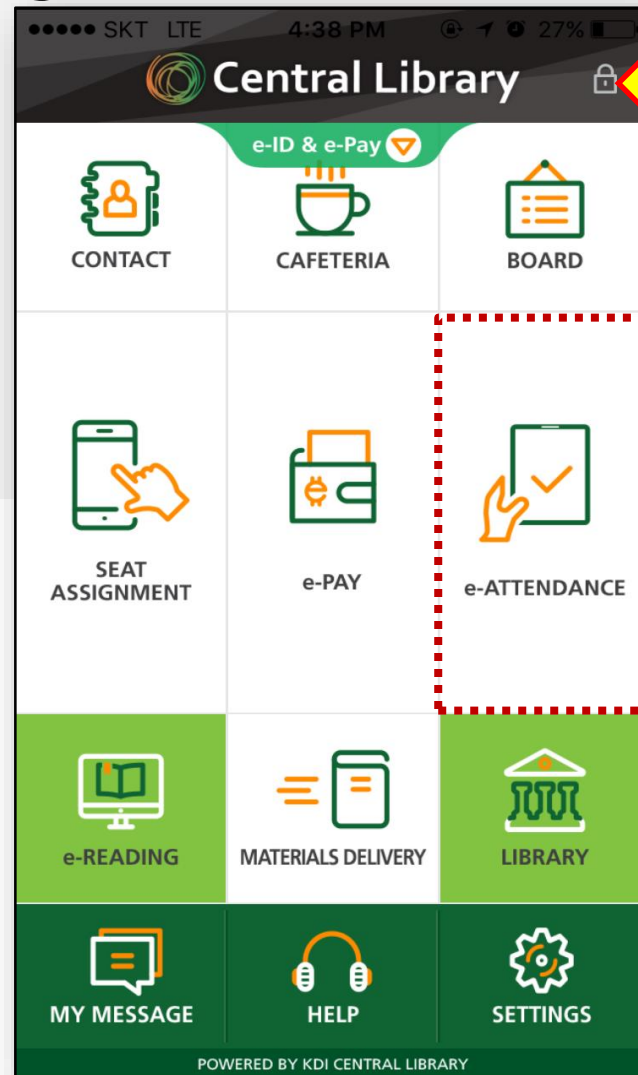 SKT LTE 4:38 PM 27%
Central Library
e-ID & e-Pay
CONTACT CAFETERIA BOARD
SEAT
ASSIGNMENT e-PAY e-ATTENDANCE
e-READING MATERIALS DELIVERY LIBRARY
MY MESSAGE HELP SETTINGS
POWERED BY KDI CENTRAL LIBRARY